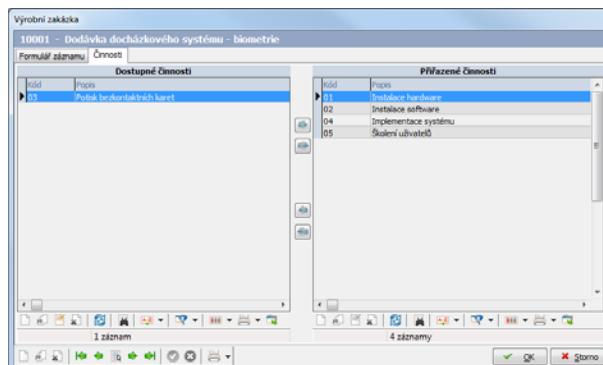 Výrobní zakázka
10001 - Dodávka docházkového systému - biometrie
Formulář záznamu Činnosti
Dostupné činnosti
Kód Popis
03 Potisk bezkontaktních karet
1 záznam
Přiřazené činnosti
Kód Popis
01 Instalace hardware
02 Instalace software
04 Implementace systému
05 Školení uživatelů
4 záznamy
OK Storno